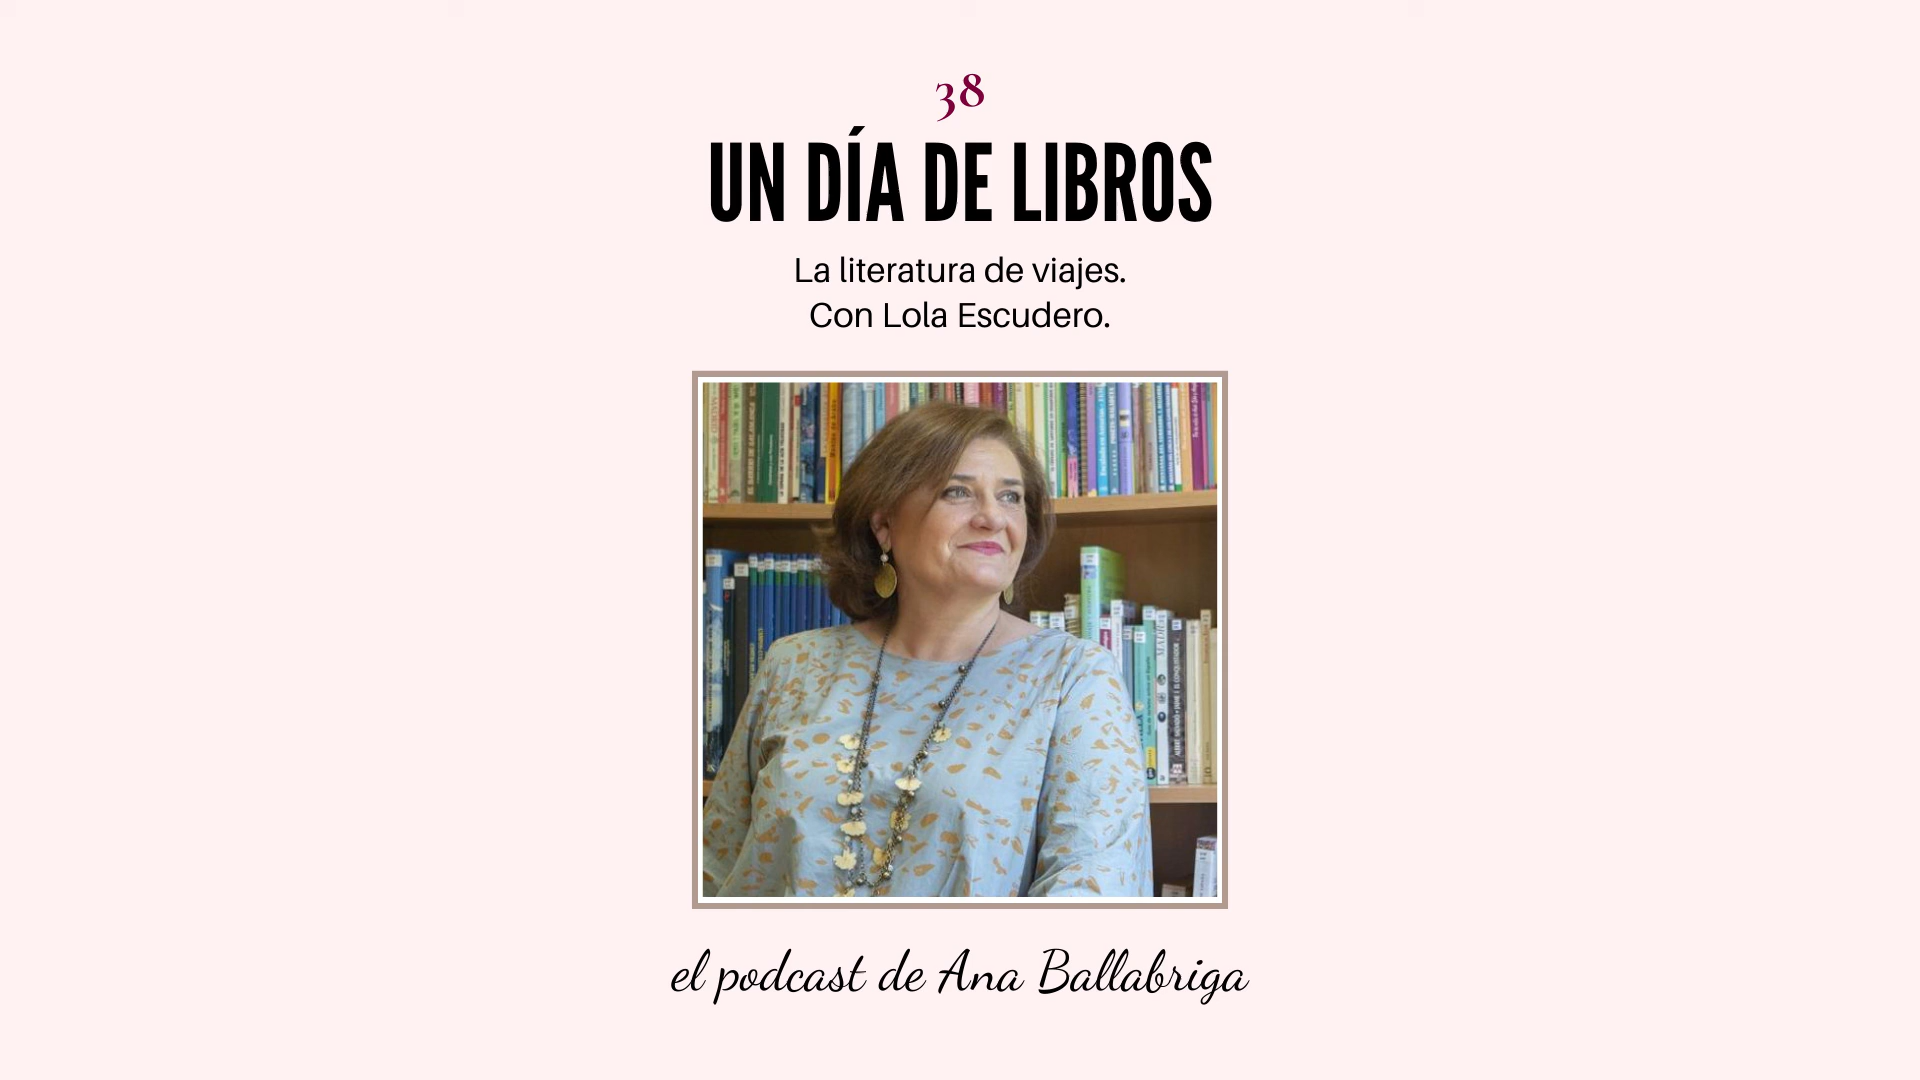 38
UN DÍA DE LIBROS
La literatura de viajes.
Con Lola Escudero.
el podcast de Ana Ballabriga